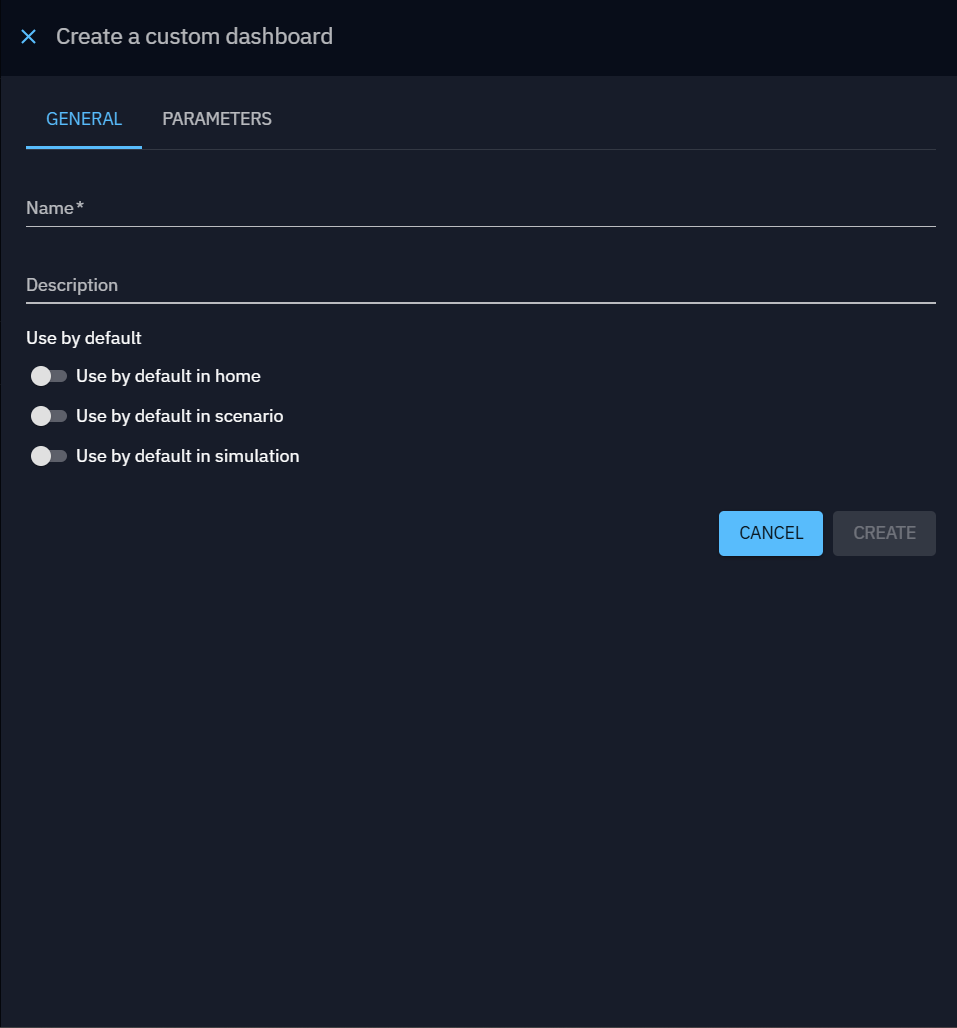 Create a custom dashboard
GENERAL PARAMETERS
Name*
Description
Use by default
Use by default in home
Use by default in scenario
Use by default in simulation
CANCEL CREATE